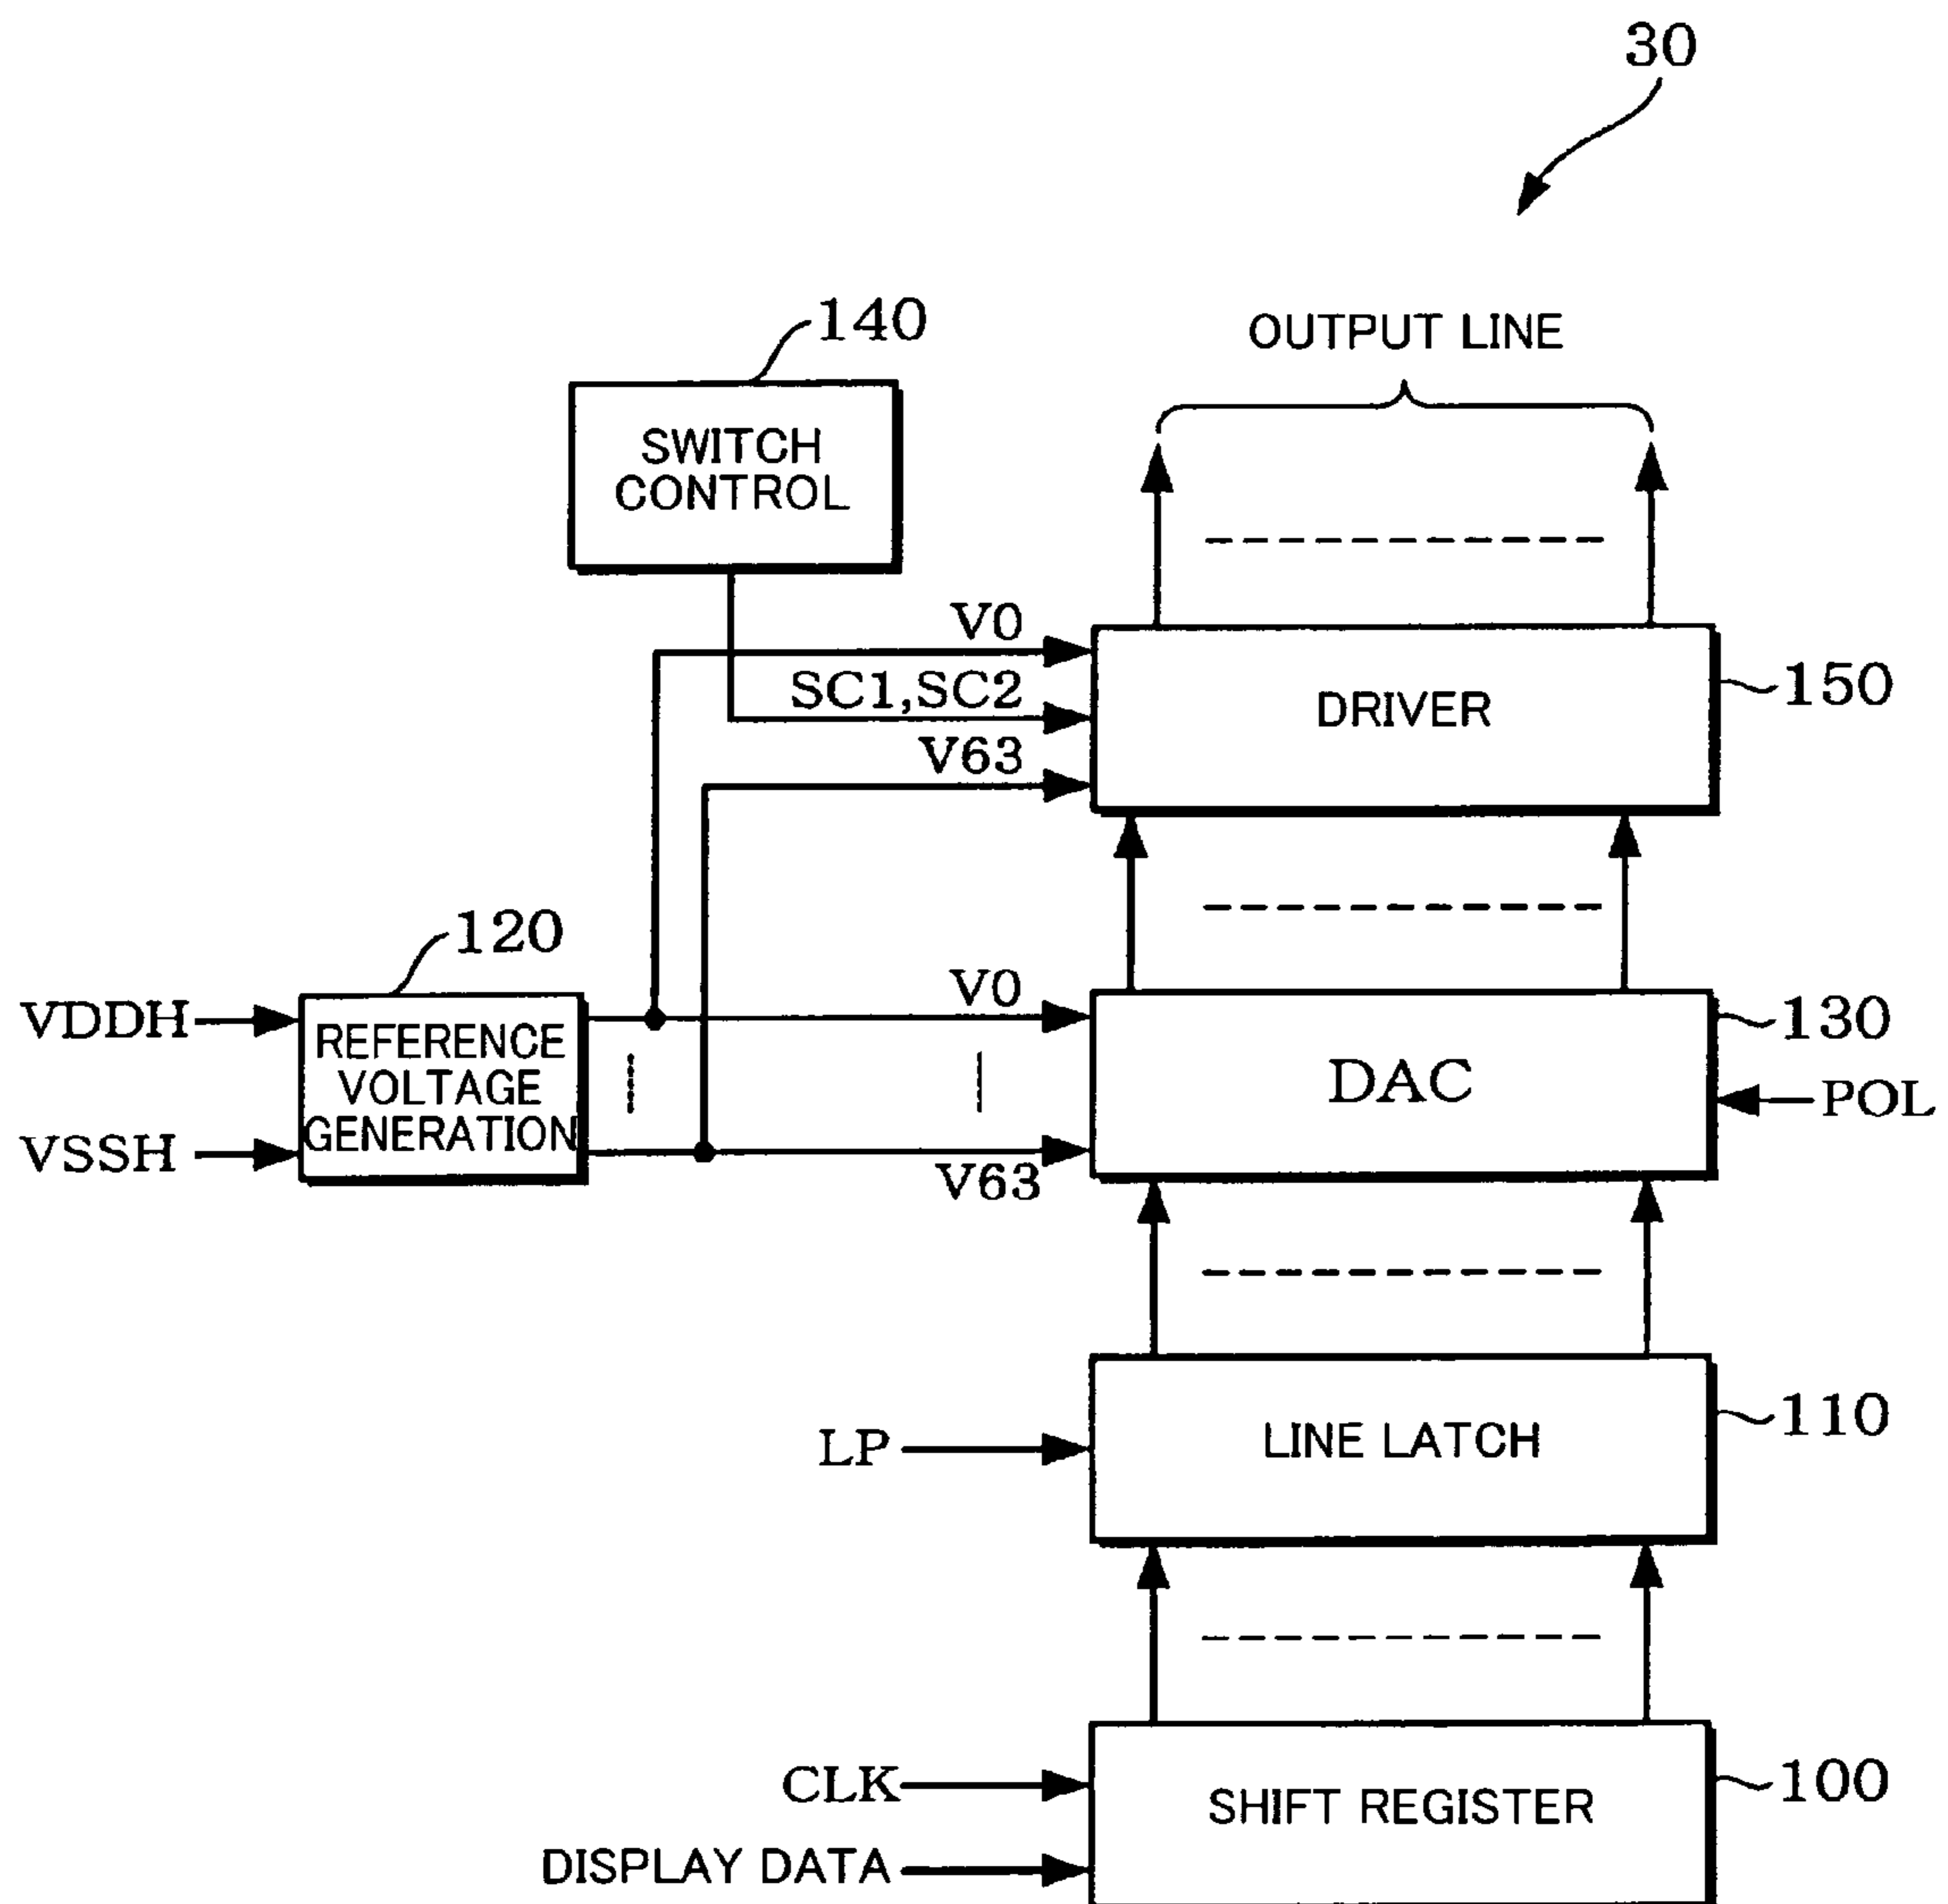 30
140
OUTPUT LINE
SWITCH
CONTROL
V0
SC1,SC2
V63
DRIVER
150
120
VDDH
VSSH
REFERENCE
VOLTAGE
GENERATION
V0
V63
DAC
130
POL
LP
LINE LATCH
110
CLK
DISPLAY DATA
SHIFT REGISTER
100